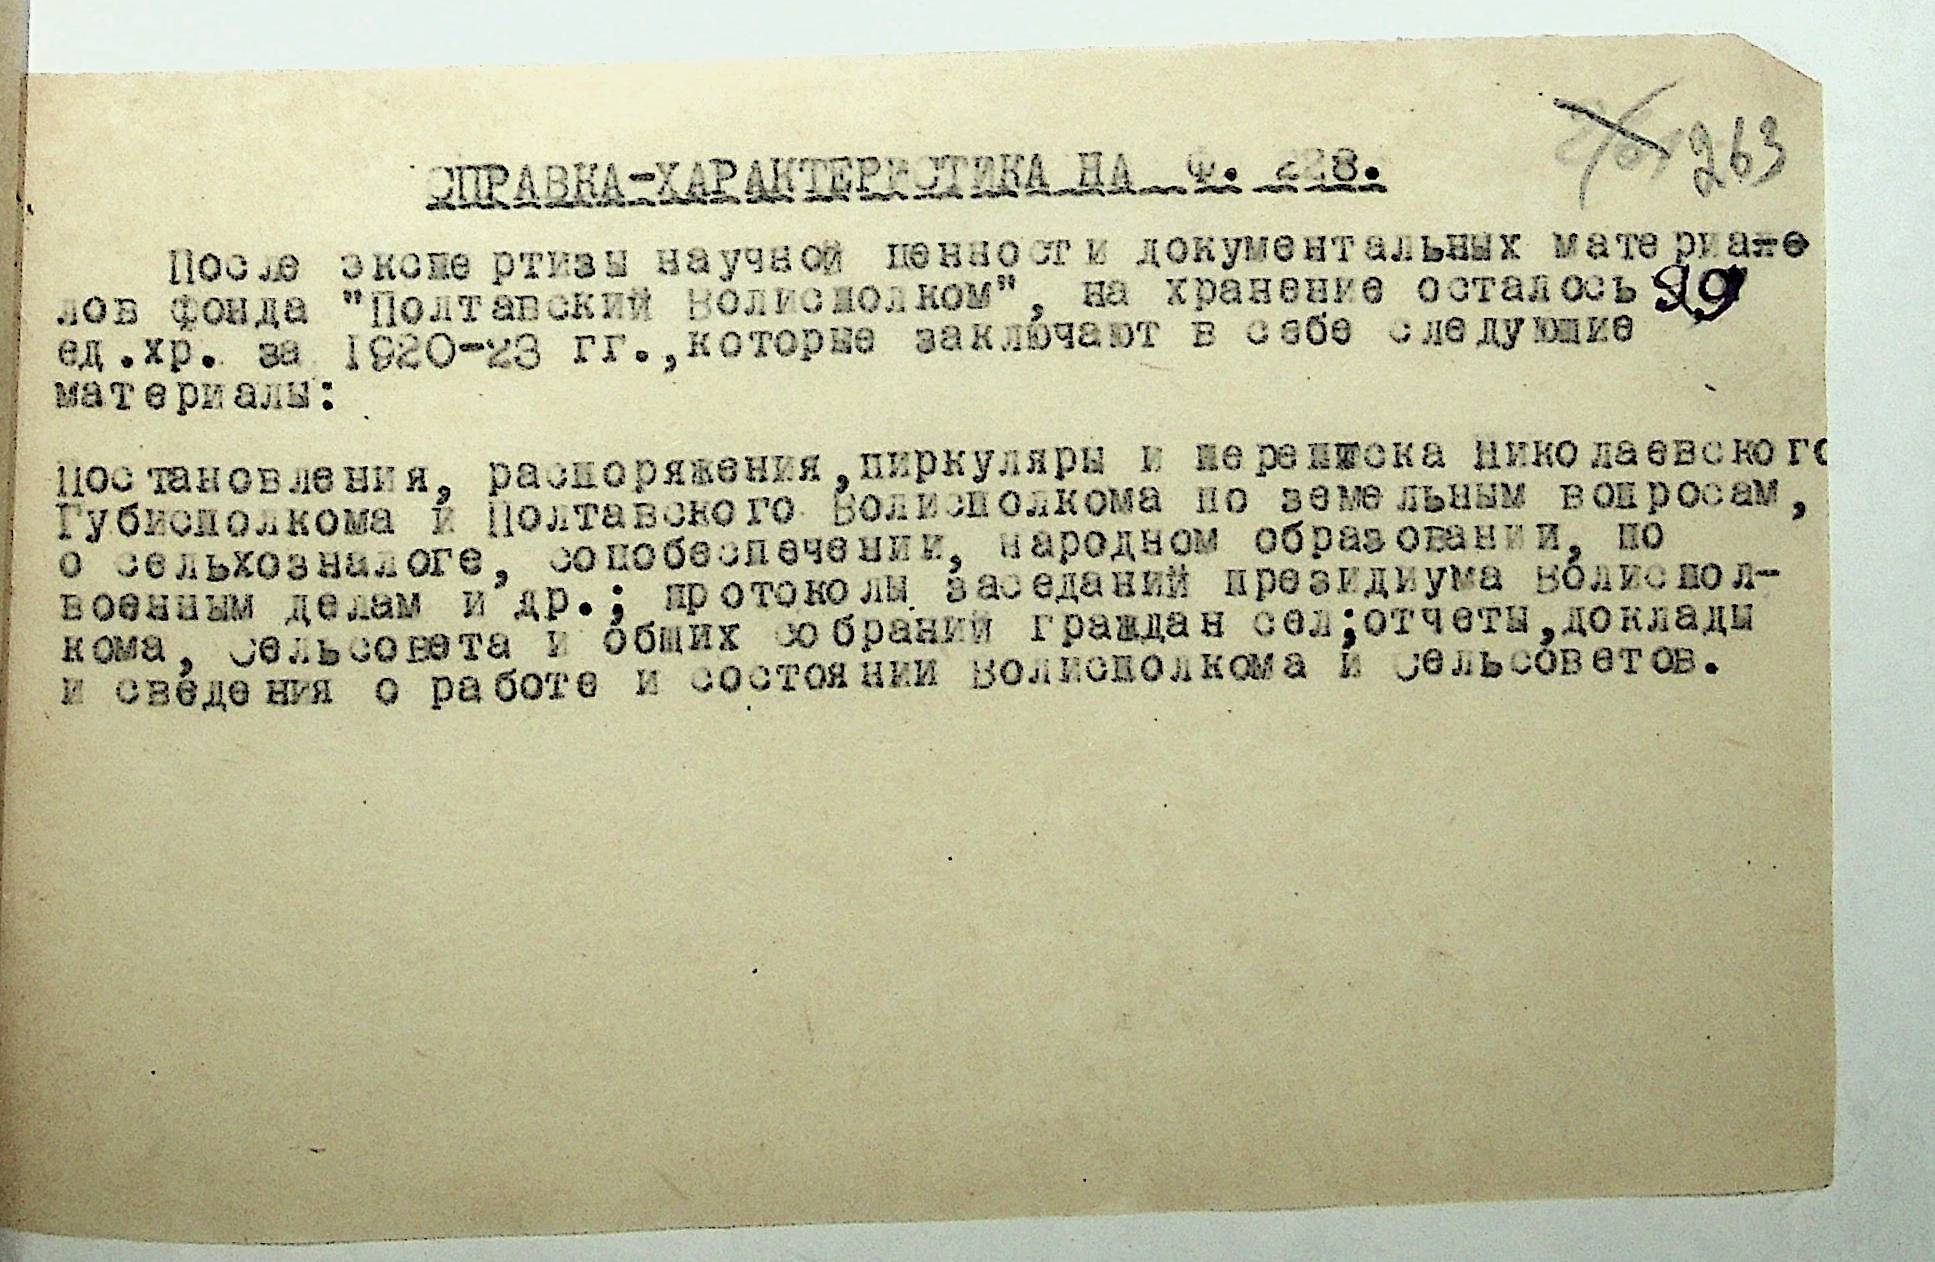 263
СПРАВКА-ХАРАКТЕРИСТИКА НА Ф. 228.
После экспертизы научной ценности документальных материа
лов фонда "Полтавский Волисполком", на хранение осталось
ед.хр. за 1920-23 гг.,которые заключают в себе следующие
материалы:
Постановления, распоряжения,циркуляры и переписка Николаевского
Губисполкома и Полтавского Волисполкома по земельным вопросам,
о сельхозналоге, соцобеспечении, народном образовании, по
военным делам и др.; протоколы заседаний президиума Волиспол-
кома, Сельсовета и общих собраний граждан сел;отчеты,доклады
и сведения о работе и состоянии Волисполкома и Сельсоветов.